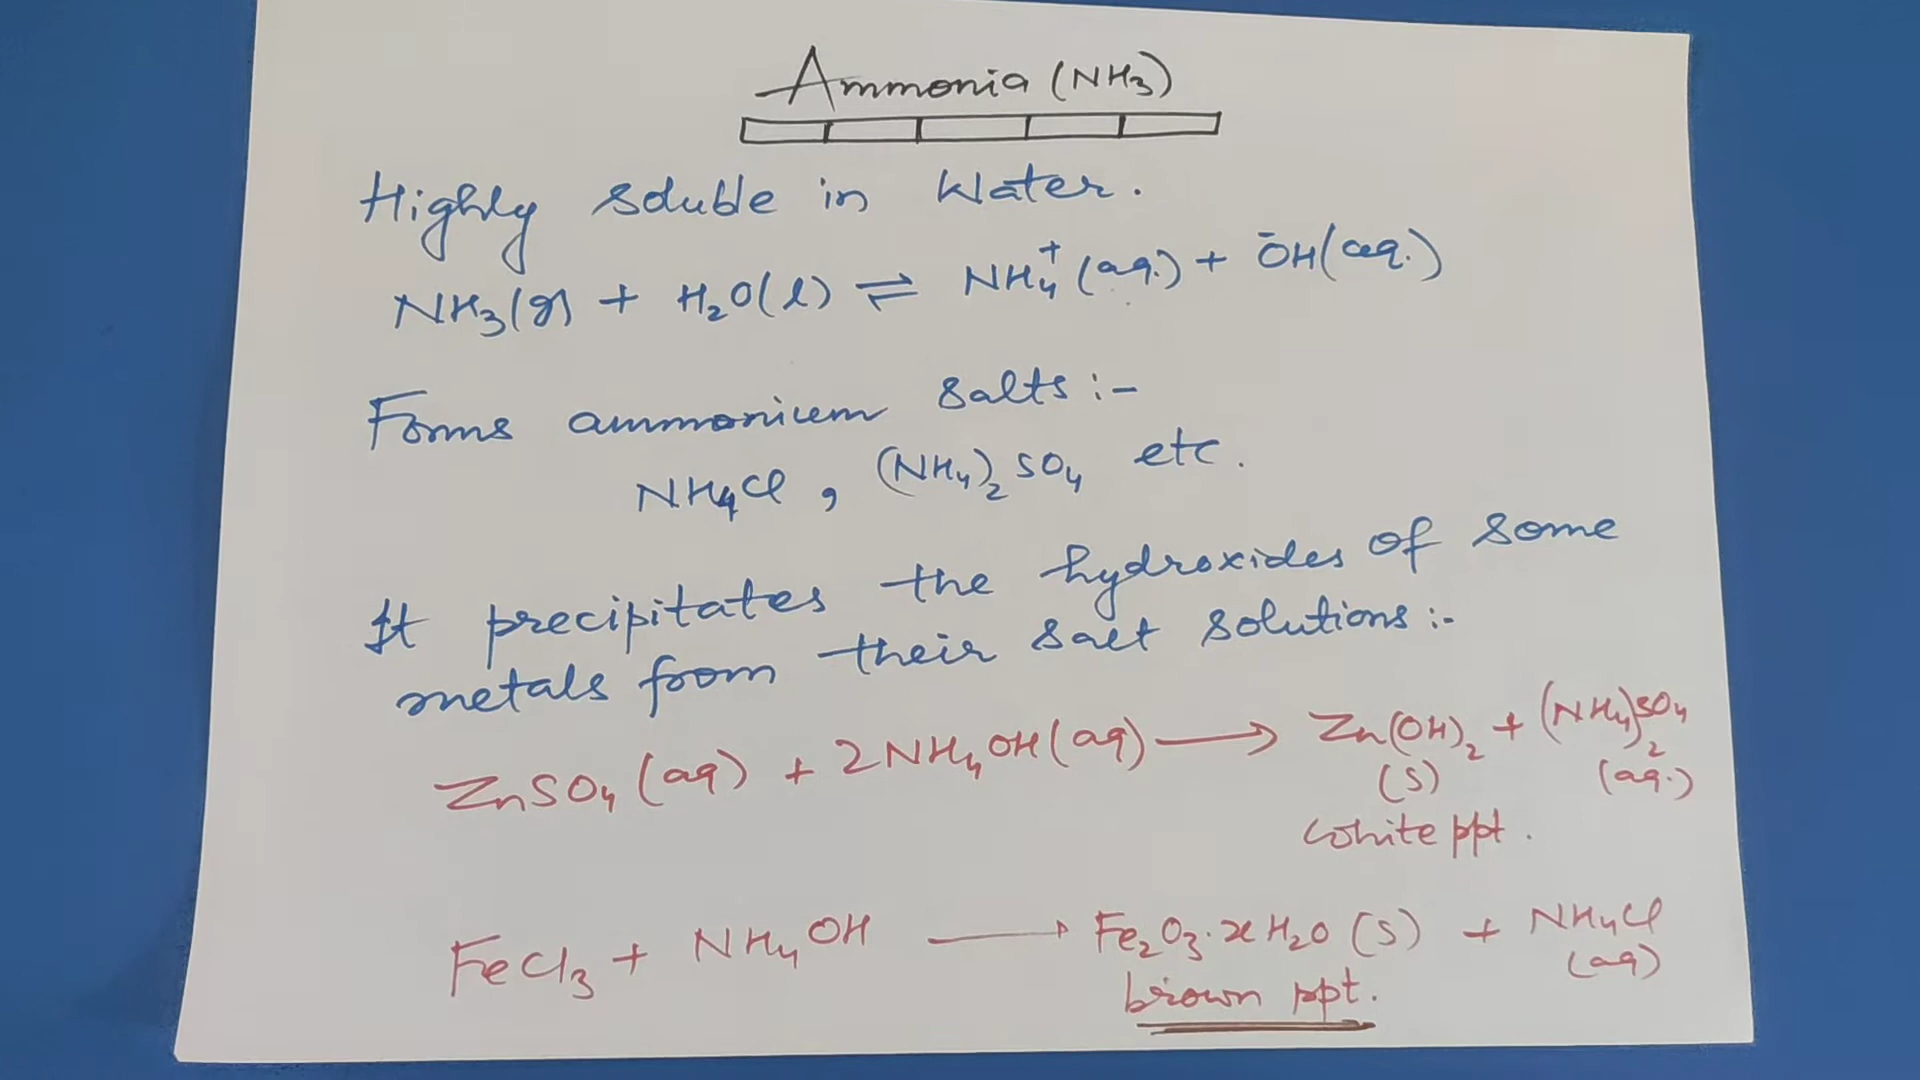 Ammonia (NH₃)
Highly soluble in Water.
NH₃(g) + H₂O(l) ⇌ NH₄⁺(aq.) + ŌH(aq.)
Forms ammonium salts :-
NH₄Cl , (NH₄)₂SO₄ etc.
It precipitates the hydroxides of some
metals from their salt solutions :-
ZnSO₄(aq) + 2NH₄OH(aq) ⟶ Zn(OH)₂ + (NH₄)₂SO₄
(s) (aq.)
white ppt.
FeCl₃ + NH₄OH ⟶ Fe₂O₃.xH₂O(s) + NH₄Cl
(aq)
brown ppt.